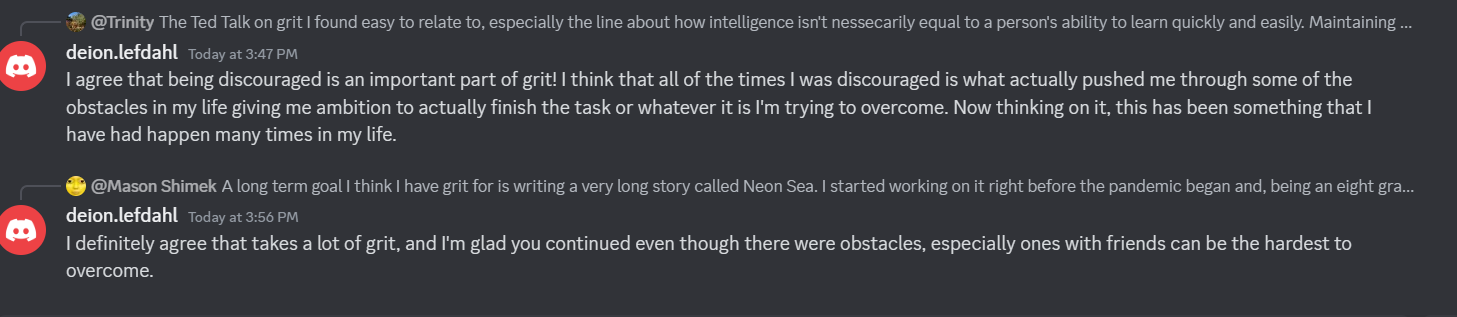 @Trinity The Ted Talk on grit I found easy to relate to, especially the line about how intelligence isn't nessecarily equal to a person's ability to learn quickly and easily. Maintaining ...
deion.lefdahl Today at 3:47 PM
I agree that being discouraged is an important part of grit! I think that all of the times I was discouraged is what actually pushed me through some of the
obstacles in my life giving me ambition to actually finish the task or whatever it is I'm trying to overcome. Now thinking on it, this has been something that I
have had happen many times in my life.
@Mason Shimek A long term goal I think I have grit for is writing a very long story called Neon Sea. I started working on it right before the pandemic began and, being an eight gra...
deion.lefdahl Today at 3:56 PM
I definitely agree that takes a lot of grit, and I'm glad you continued even though there were obstacles, especially ones with friends can be the hardest to
overcome.